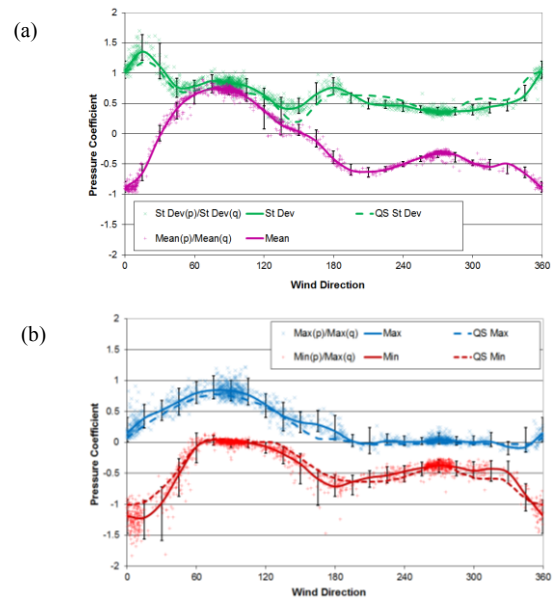 (a)
2
1.5
1
0.5
0
-0.5
-1
-1.5
-2
Pressure Coefficient
St Dev(p)/St Dev(q) St Dev QS St Dev
Mean(p)/Mean(q) Mean
0 60 120 180 240 300 360
Wind Direction
(b)
2
1.5
1
0.5
0
-0.5
-1
-1.5
-2
Pressure Coefficient
Max(p)/Max(q) Max QS Max
Min(p)/Max(q) Min QS Min
0 60 120 180 240 300 360
Wind Direction